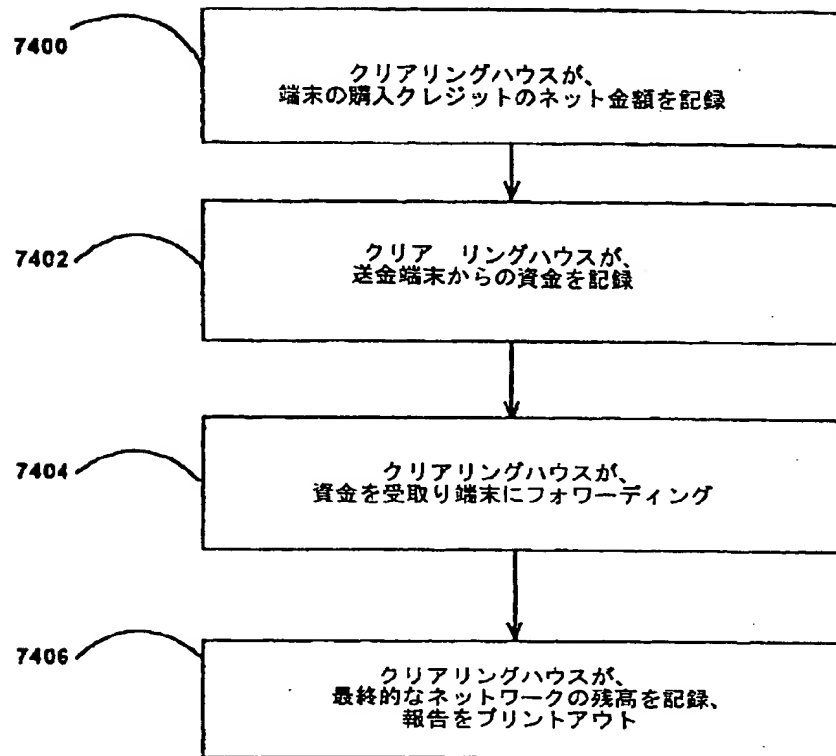 7400
クリアリングハウスが、
端末の購入クレジットのネット金額を記録
7402
クリア リングハウスが、
送金端末からの資金を記録
7404
クリアリングハウスが、
資金を受取り端末にフォワーディング
7406
クリアリングハウスが、
最終的なネットワークの残高を記録、
報告をプリントアウト